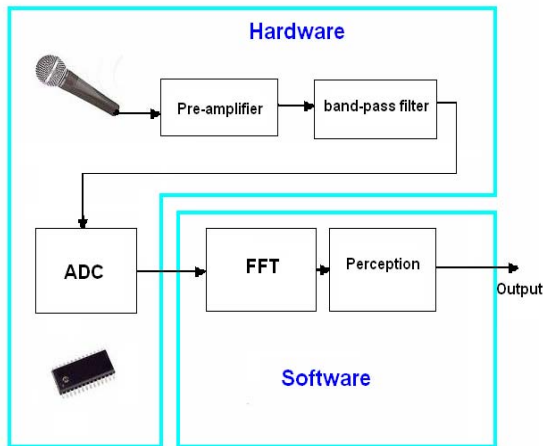 Hardware
Pre-amplifier
band-pass filter
ADC
FFT
Perception
Output
Software